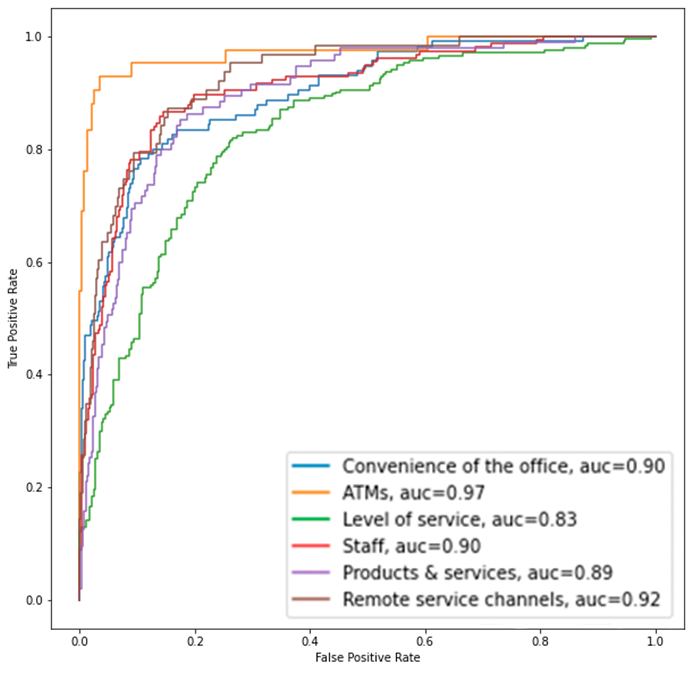 1.0
0.8
0.6
0.4
0.2
0.0
True Positive Rate
Convenience of the office, auc=0.90
ATMs, auc=0.97
Level of service, auc=0.83
Staff, auc=0.90
Products & services, auc=0.89
Remote service channels, auc=0.92
0.0 0.2 0.4 0.6 0.8 1.0
False Positive Rate